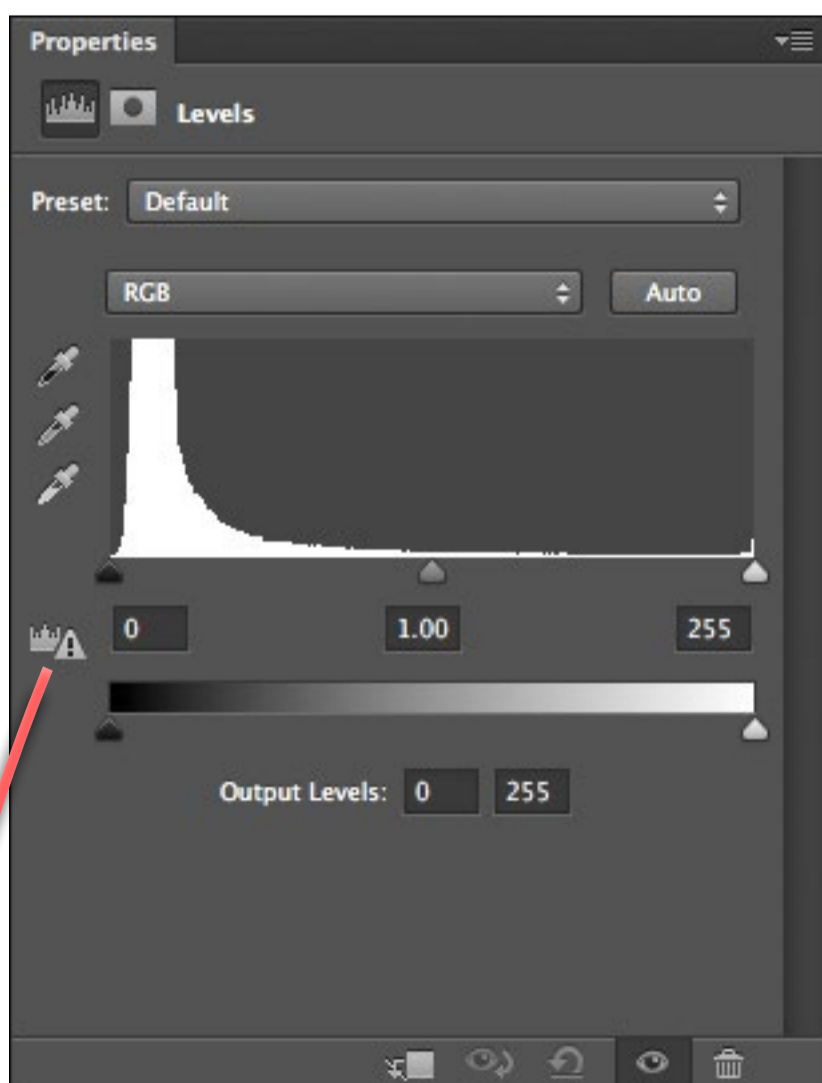 Properties
Levels
Preset: Default
RGB Auto
0 1.00 255
Output Levels: 0 255